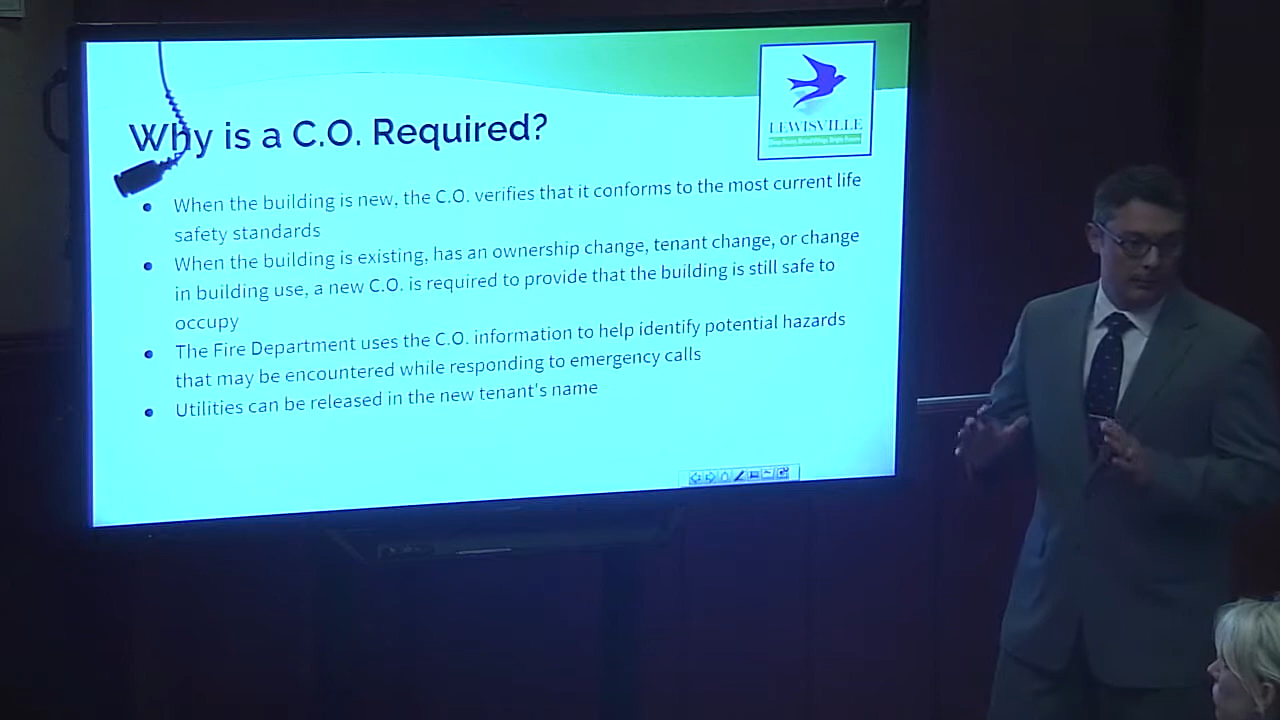 Why is a C.O. Required?
LEWISVILLE
When the building is new, the C.O. verifies that it conforms to the most current life
safety standards
When the building is existing, has an ownership change, tenant change, or change
in building use, a new C.O. is required to provide that the building is still safe to
occupy
The Fire Department uses the C.O. information to help identify potential hazards
that may be encountered while responding to emergency calls
Utilities can be released in the new tenant's name